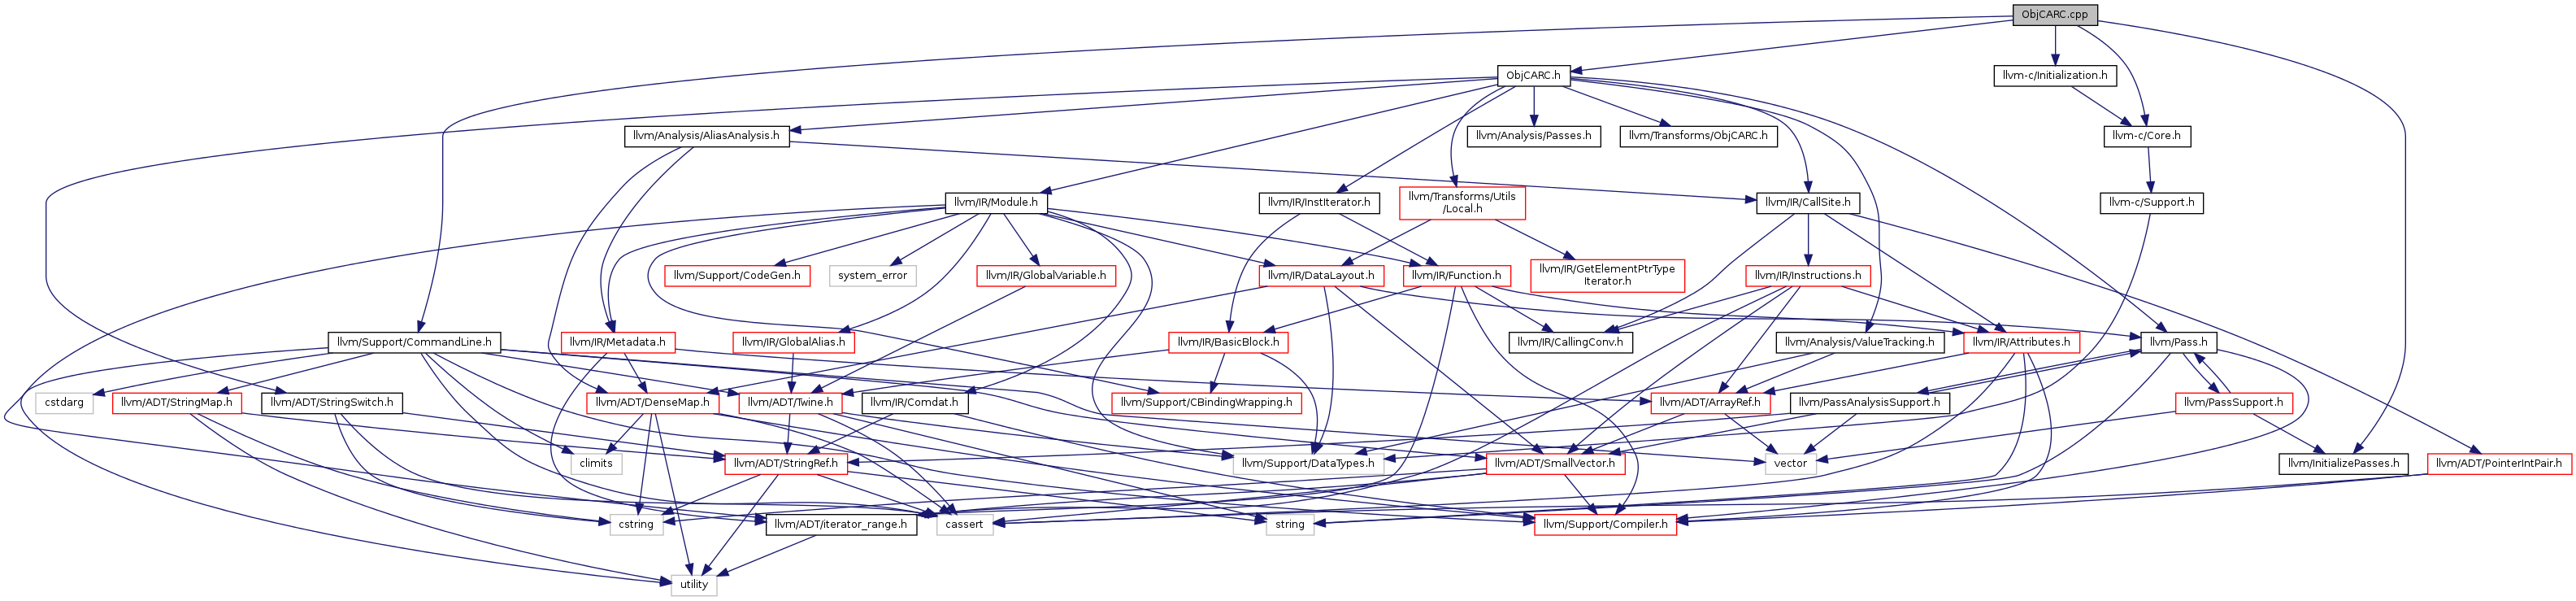 ObjCARC.cpp
ObjCARC.h
llvm-c/Initialization.h
llvm/Analysis/AliasAnalysis.h
llvm/Analysis/Passes.h
llvm/Transforms/ObjCARC.h
llvm-c/Core.h
llvm/IR/Module.h
llvm/IR/InstIterator.h
llvm/Transforms/Utils
/Local.h
llvm/IR/CallSite.h
llvm-c/Support.h
llvm/Support/CodeGen.h
system_error
llvm/IR/GlobalVariable.h
llvm/IR/DataLayout.h
llvm/IR/Function.h
llvm/IR/GetElementPtrType
Iterator.h
llvm/IR/Instructions.h
llvm/Support/CommandLine.h
llvm/IR/Metadata.h
llvm/IR/GlobalAlias.h
llvm/IR/BasicBlock.h
llvm/IR/CallingConv.h
llvm/Analysis/ValueTracking.h
llvm/IR/Attributes.h
llvm/Pass.h
cstdarg
llvm/ADT/StringMap.h
llvm/ADT/StringSwitch.h
llvm/ADT/DenseMap.h
llvm/ADT/Twine.h
llvm/IR/Comdat.h
llvm/Support/CBindingWrapping.h
llvm/ADT/ArrayRef.h
llvm/PassAnalysisSupport.h
llvm/PassSupport.h
climits
llvm/ADT/StringRef.h
llvm/Support/DataTypes.h
llvm/ADT/SmallVector.h
vector
llvm/InitializePasses.h
llvm/ADT/PointerIntPair.h
cstring
llvm/ADT/iterator_range.h
cassert
string
llvm/Support/Compiler.h
utility